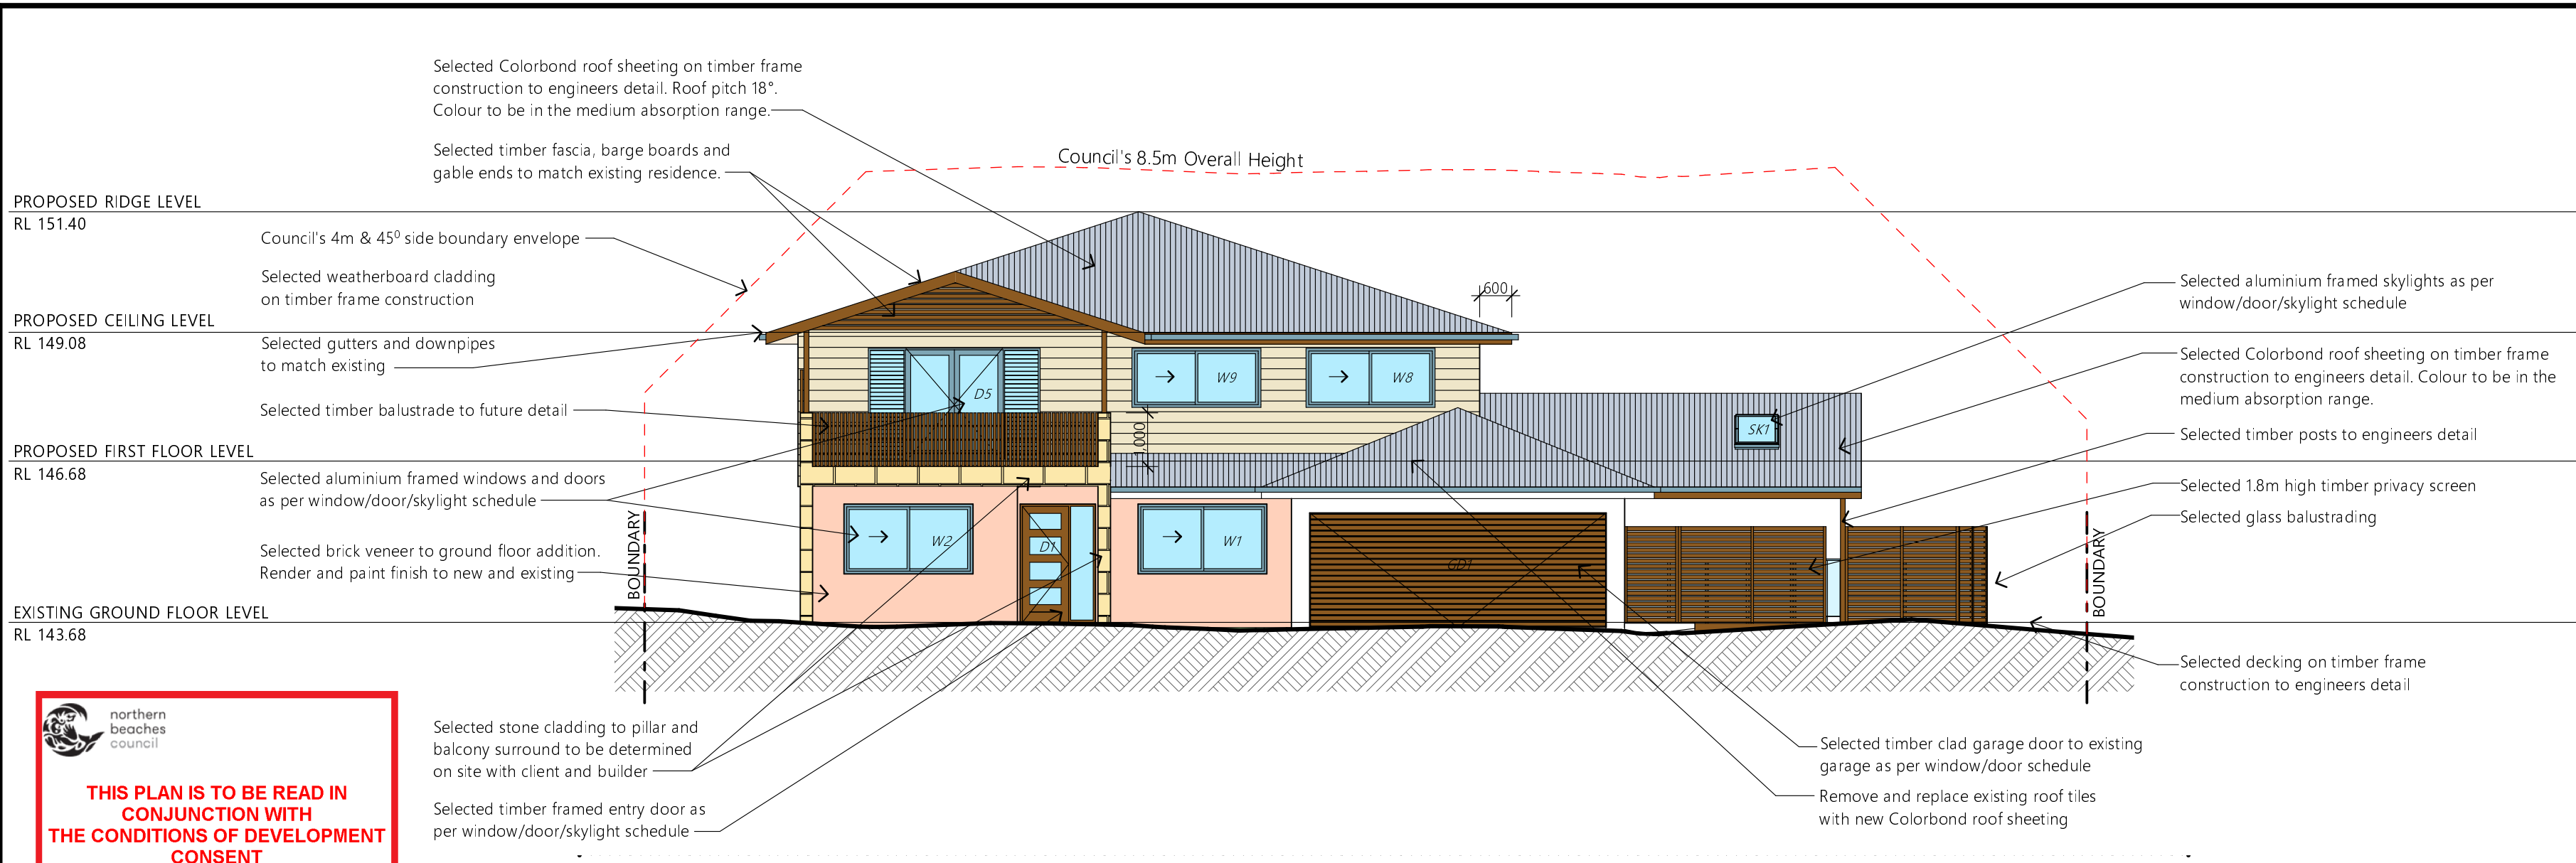 Selected Colorbond roof sheeting on timber frame
construction to engineers detail. Roof pitch 18°.
Colour to be in the medium absorption range.
Selected timber fascia, barge boards and
gable ends to match existing residence.
Council's 8.5m Overall Height
PROPOSED RIDGE LEVEL
RL 151.40
Council's 4m & 45⁰ side boundary envelope
Selected weatherboard cladding
on timber frame construction
PROPOSED CEILING LEVEL
RL 149.08
Selected gutters and downpipes
to match existing
Selected timber balustrade to future detail
PROPOSED FIRST FLOOR LEVEL
RL 146.68
Selected aluminium framed windows and doors
as per window/door/skylight schedule
Selected brick veneer to ground floor addition.
Render and paint finish to new and existing
EXISTING GROUND FLOOR LEVEL
RL 143.68
BOUNDARY
600
D5
W9
W8
1,000
SK1
W2
D1
W1
GD1
BOUNDARY
Selected aluminium framed skylights as per
window/door/skylight schedule
Selected Colorbond roof sheeting on timber frame
construction to engineers detail. Colour to be in the
medium absorption range.
Selected timber posts to engineers detail
Selected 1.8m high timber privacy screen
Selected glass balustrading
Selected decking on timber frame
construction to engineers detail
Selected stone cladding to pillar and
balcony surround to be determined
on site with client and builder
Selected timber framed entry door as
per window/door/skylight schedule
Selected timber clad garage door to existing
garage as per window/door schedule
Remove and replace existing roof tiles
with new Colorbond roof sheeting
northern
beaches
council
THIS PLAN IS TO BE READ IN
CONJUNCTION WITH
THE CONDITIONS OF DEVELOPMENT
CONSENT